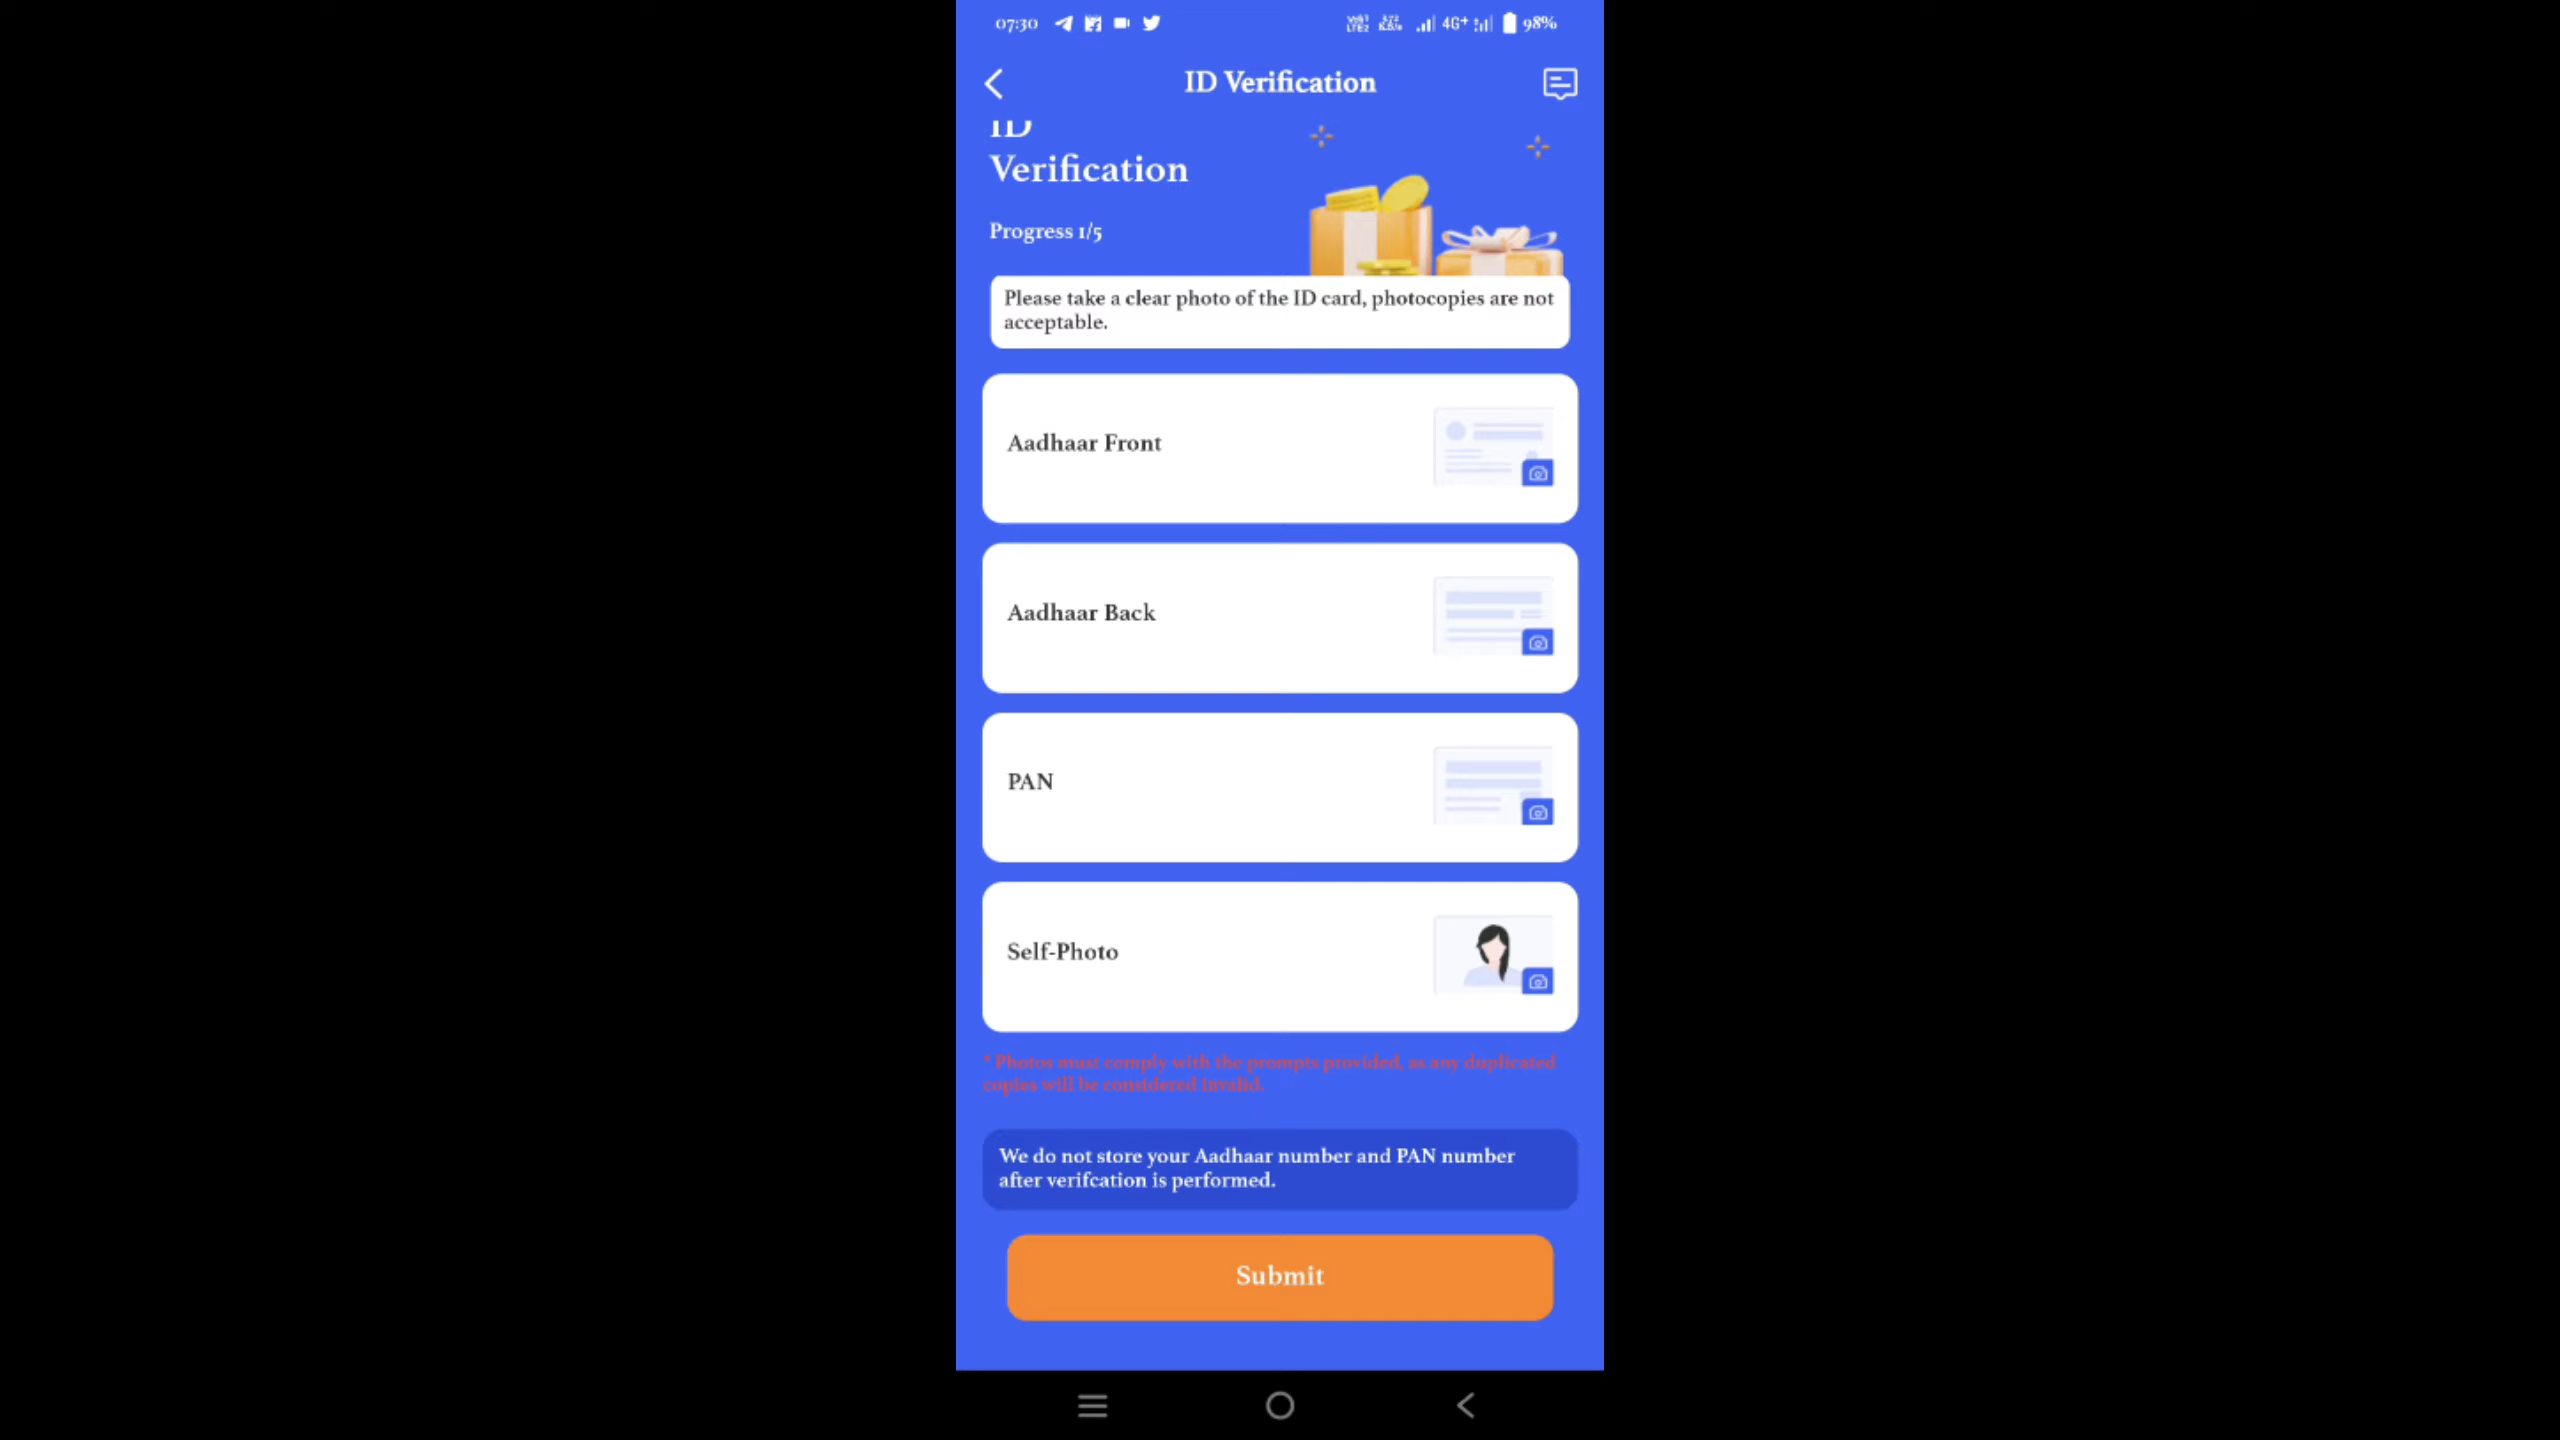 07:30
4G+ 98%
ID Verification
ID
Verification
Progress 1/5
Please take a clear photo of the ID card, photocopies are not
acceptable.
Aadhaar Front
Aadhaar Back
PAN
Self-Photo
* Photos must comply with the prompts provided, as any duplicated
copies will be considered invalid.
We do not store your Aadhaar number and PAN number
after verifcation is performed.
Submit